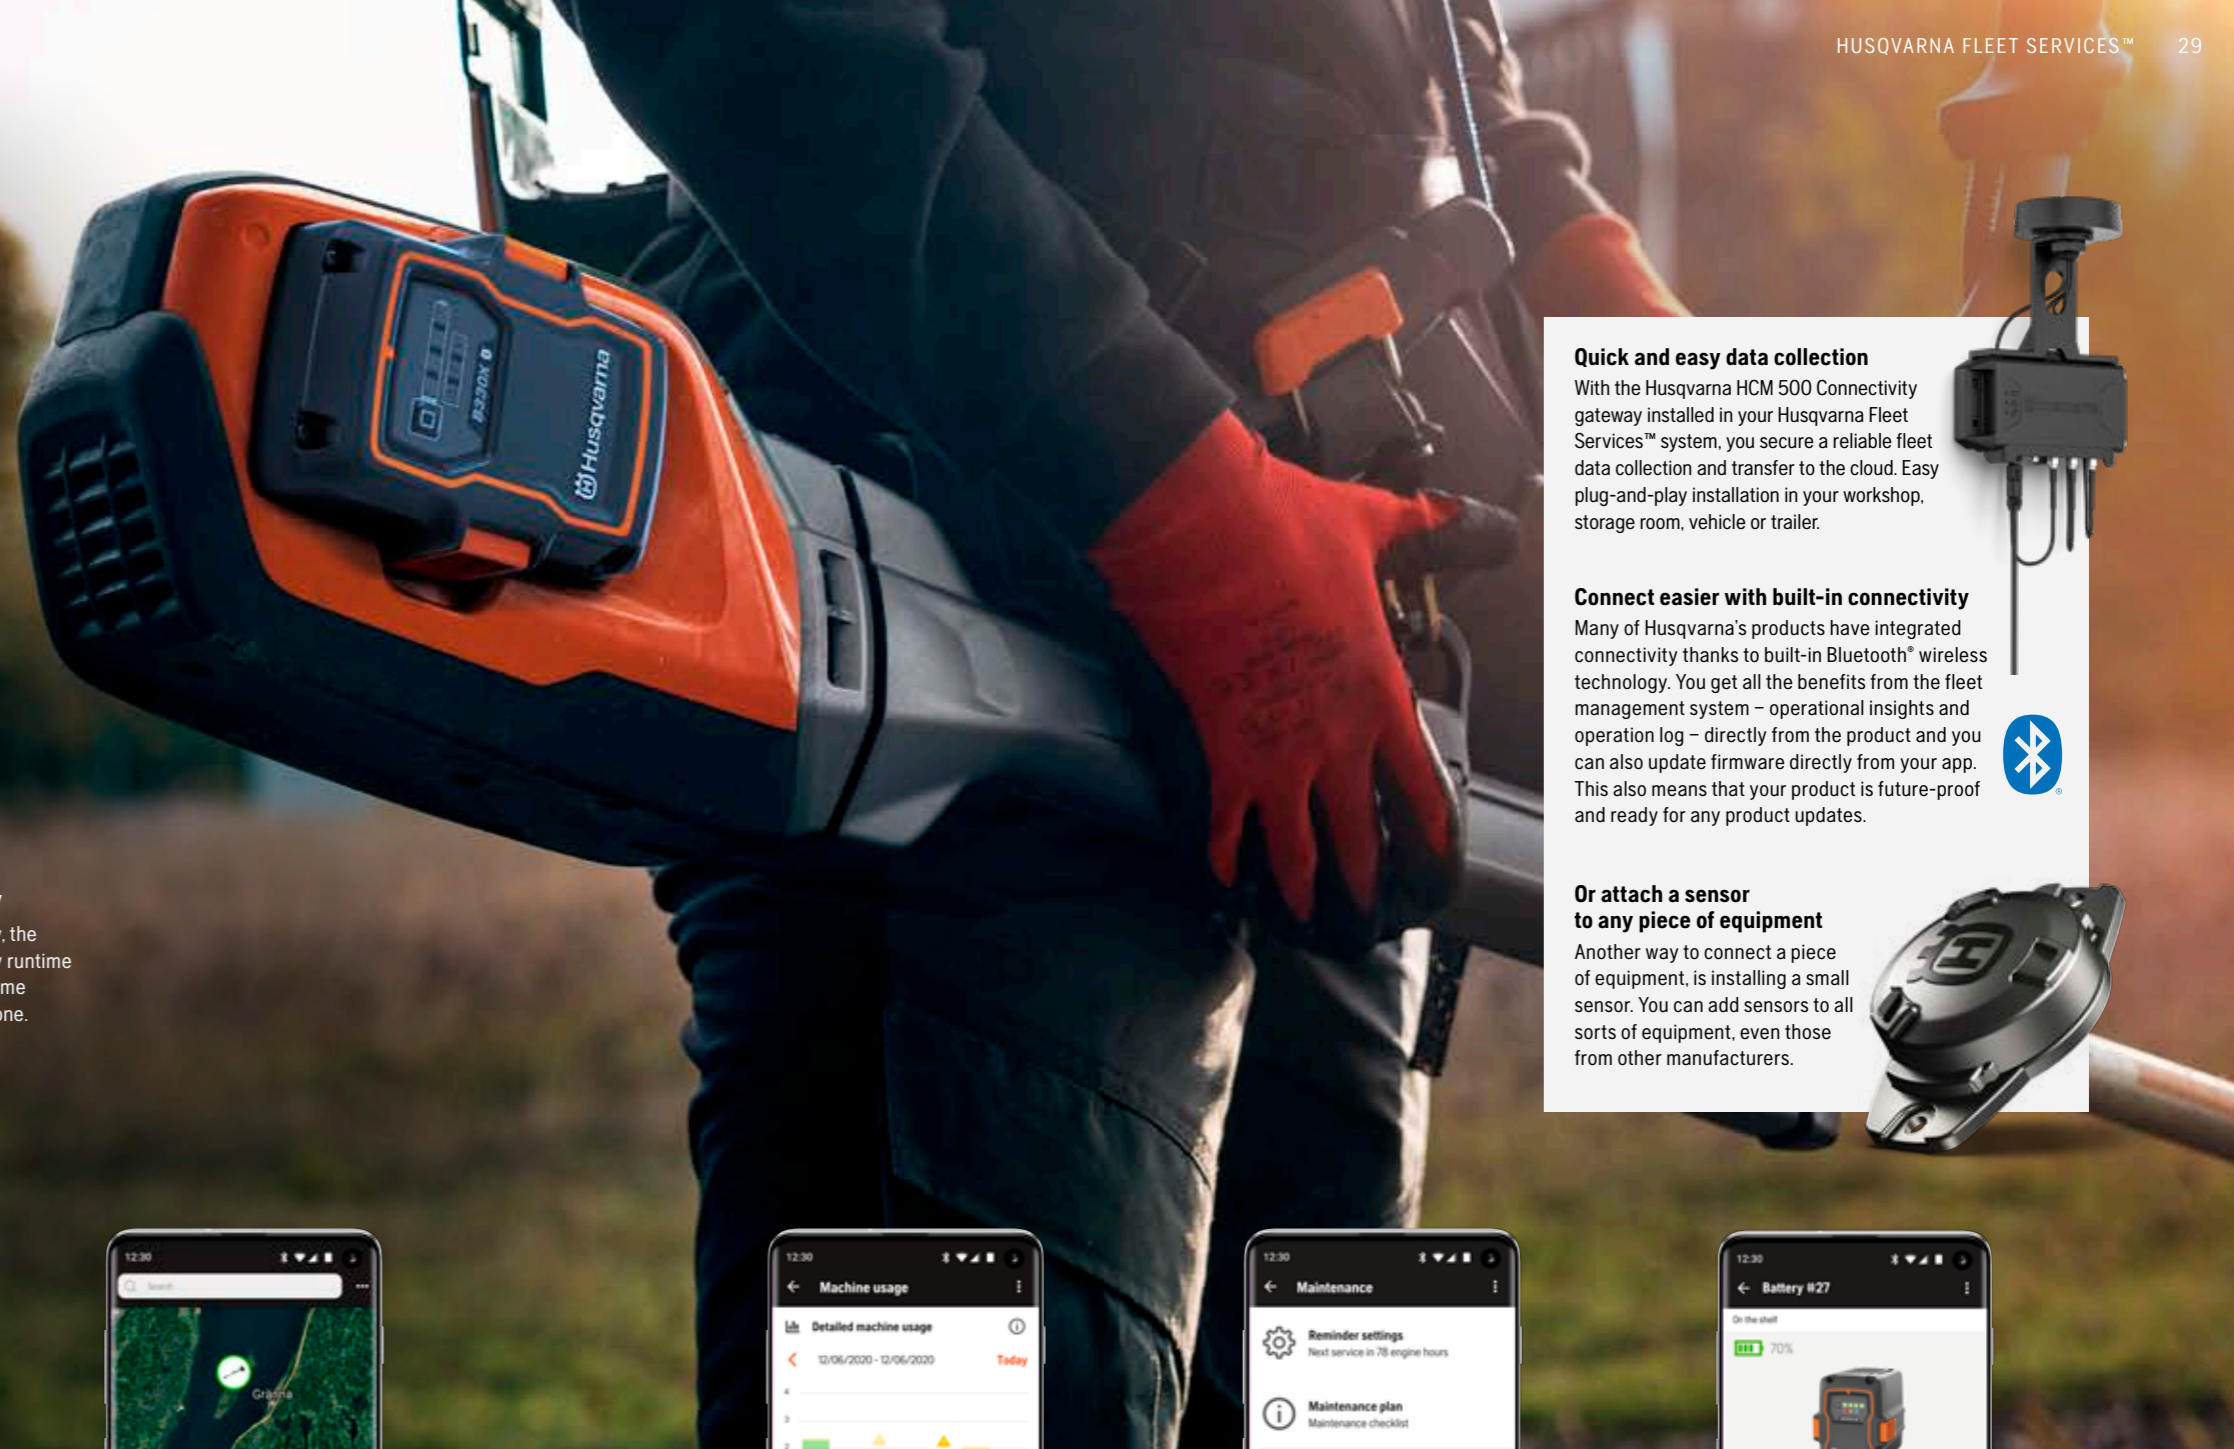 HUSQVARNA FLEET SERVICES™ 29
Husqvarna
B330X
Quick and easy data collection
With the Husqvarna HCM 500 Connectivity
gateway installed in your Husqvarna Fleet
Services™ system, you secure a reliable fleet
data collection and transfer to the cloud. Easy
plug-and-play installation in your workshop,
storage room, vehicle or trailer.
Connect easier with built-in connectivity
Many of Husqvarna's products have integrated
connectivity thanks to built-in Bluetooth® wireless
technology. You get all the benefits from the fleet
management system – operational insights and
operation log – directly from the product and you
can also update firmware directly from your app.
This also means that your product is future-proof
and ready for any product updates.
®
Or attach a sensor
to any piece of equipment
Another way to connect a piece
of equipment, is installing a small
sensor. You can add sensors to all
sorts of equipment, even those
from other manufacturers.
, the
runtime
me
one.
12:30
Search
Gränna
12:30
Machine usage
Detailed machine usage
12/06/2020 - 12/06/2020 Today
4
3
2
12:30
Maintenance
Reminder settings
Next service in 78 engine hours
Maintenance plan
Maintenance checklist
12:30
Battery #27
On the shelf
70%